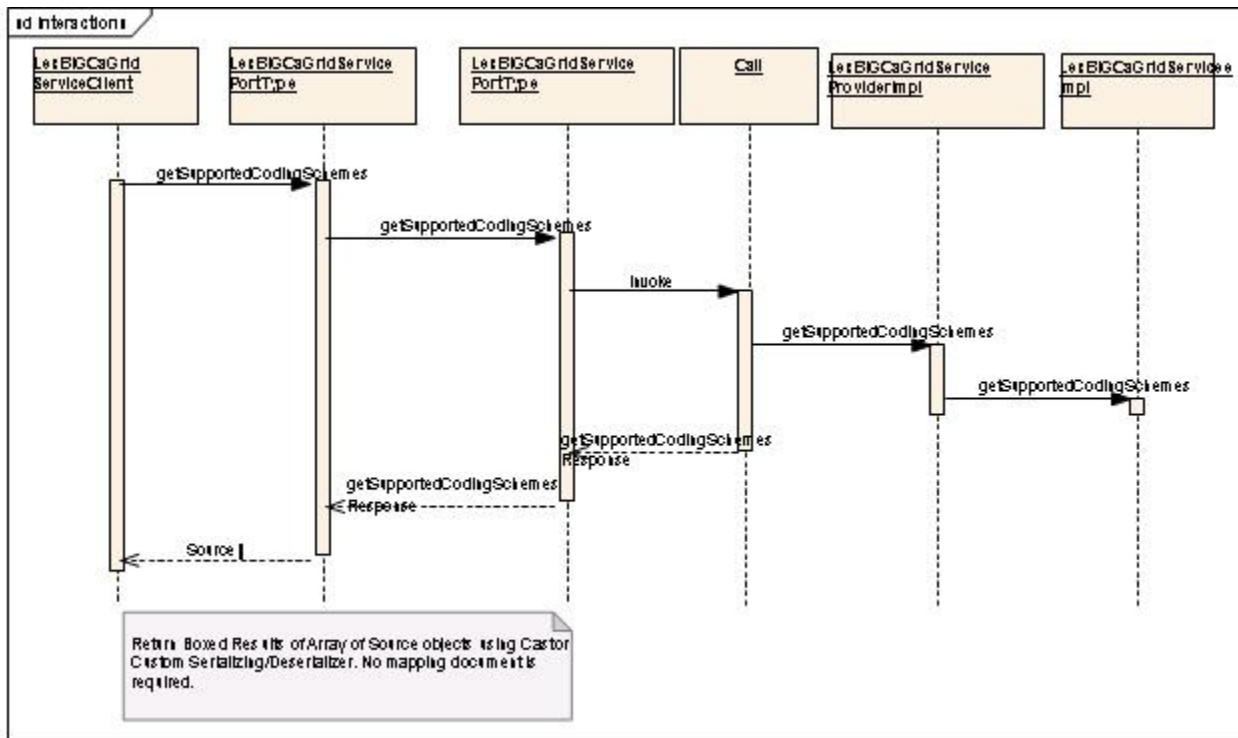 sd Interactions
LexBIGCaGrid
ServiceClient
LexBIGCaGridService
PortType
LexBIGCaGridService
PortType
Call
LexBIGCaGridService
ProviderImpl
LexBIGCaGridServicee
Impl
getSupportedCodingSchemes
getSupportedCodingSchemes
Invoke
getSupportedCodingSchemes
getSupportedCodingSchemes
getSupportedCodingSchemes
Response
getSupportedCodingSchemes
Response
Source []
Return Boxed Results of Array of Source objects using Castor
Custom Serializing/Deserializer. No mapping document is
required.